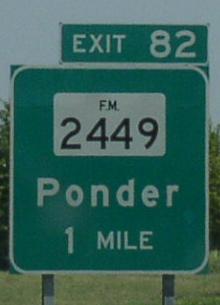 EXIT 82
F.M.
2449
Ponder
1 MILE